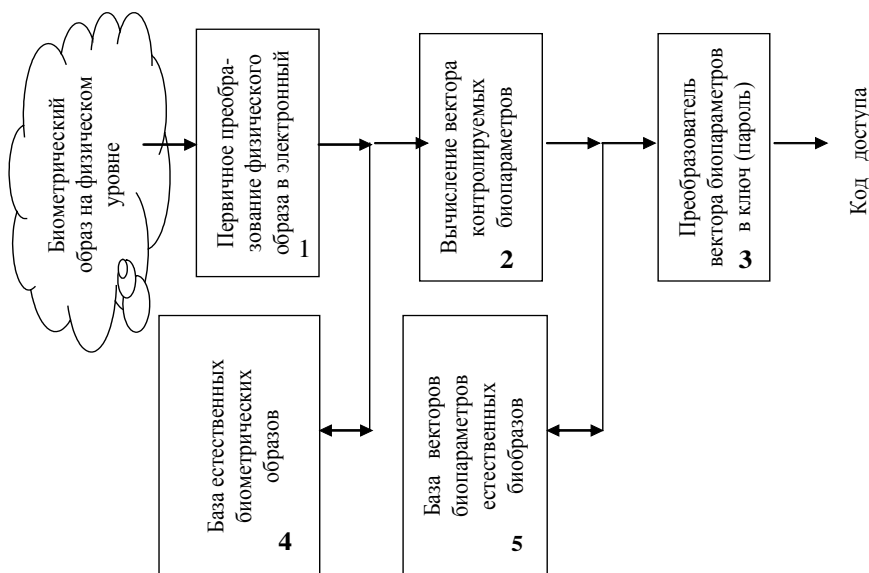 Биометрический
образ на физическом
уровне
Первичное преобра-
зование физического
образа в электронный
1
Вычисление вектора
контролируемых
биопараметров
2
Преобразователь
вектора биопараметров
в ключ (пароль)
3
Код доступа
База естественных
биометрических
образов
4
База векторов
биопараметров
естественных
биобразов
5